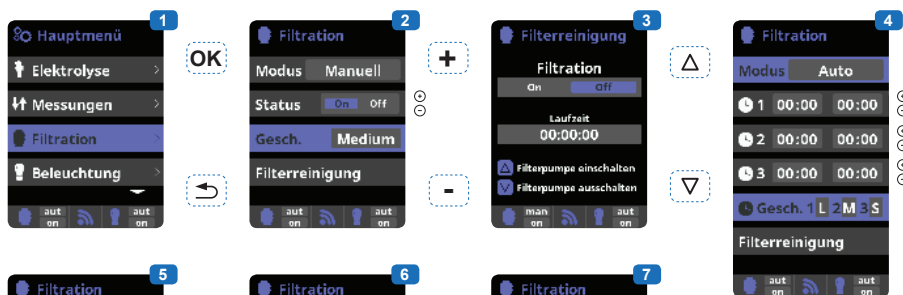 1
Hauptmenü
Elektrolyse >
Messungen >
Filtration >
Beleuchtung >
aut on aut on
OK
2
Filtration
Modus Manuell
Status On Off
Gesch. Medium
Filterreinigung
aut on aut on
+
-
3
Filterreinigung
Filtration
On Off
Laufzeit
00:00:00
Filterpumpe einschalten
Filterpumpe ausschalten
man on aut on
4
Filtration
Modus Auto
1 00:00 00:00
2 00:00 00:00
3 00:00 00:00
Gesch. 1 L 2 M 3 S
Filterreinigung
aut on aut on
5
Filtration
6
Filtration
7
Filtration